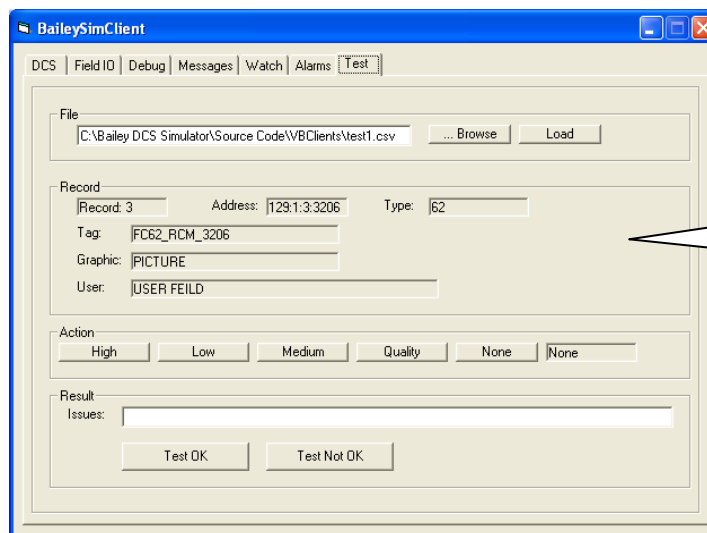 BaileySimClient
DCS Field IO Debug Messages Watch Alarms Test
File
C:\Bailey DCS Simulator\Source Code\VBClients\test1.csv ... Browse Load
Record
Record: 3 Address: 129:1:3:3206 Type: 62
Tag: FC62_RCM_3206
Graphic: PICTURE
User: USER FEILD
Action
High Low Medium Quality None None
Result
Issues:
Test OK Test Not OK